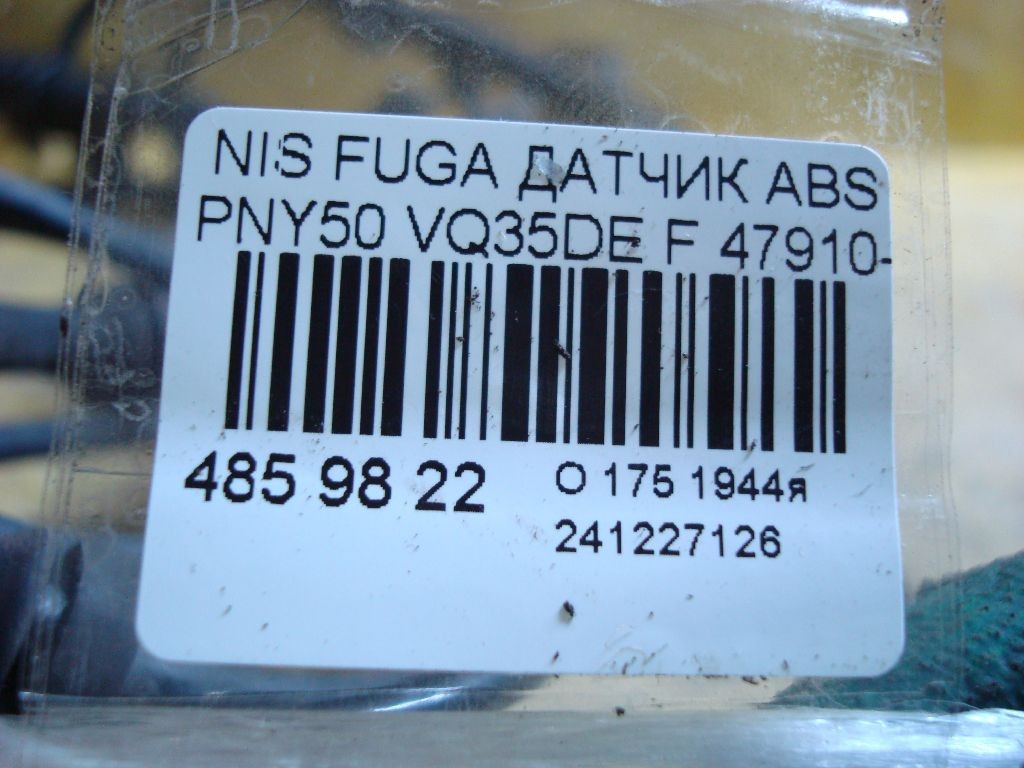 NIS FUGA ДАТЧИК ABS
PNY50 VQ35DE F 47910-
485 98 22
O 175 1944я
241227126